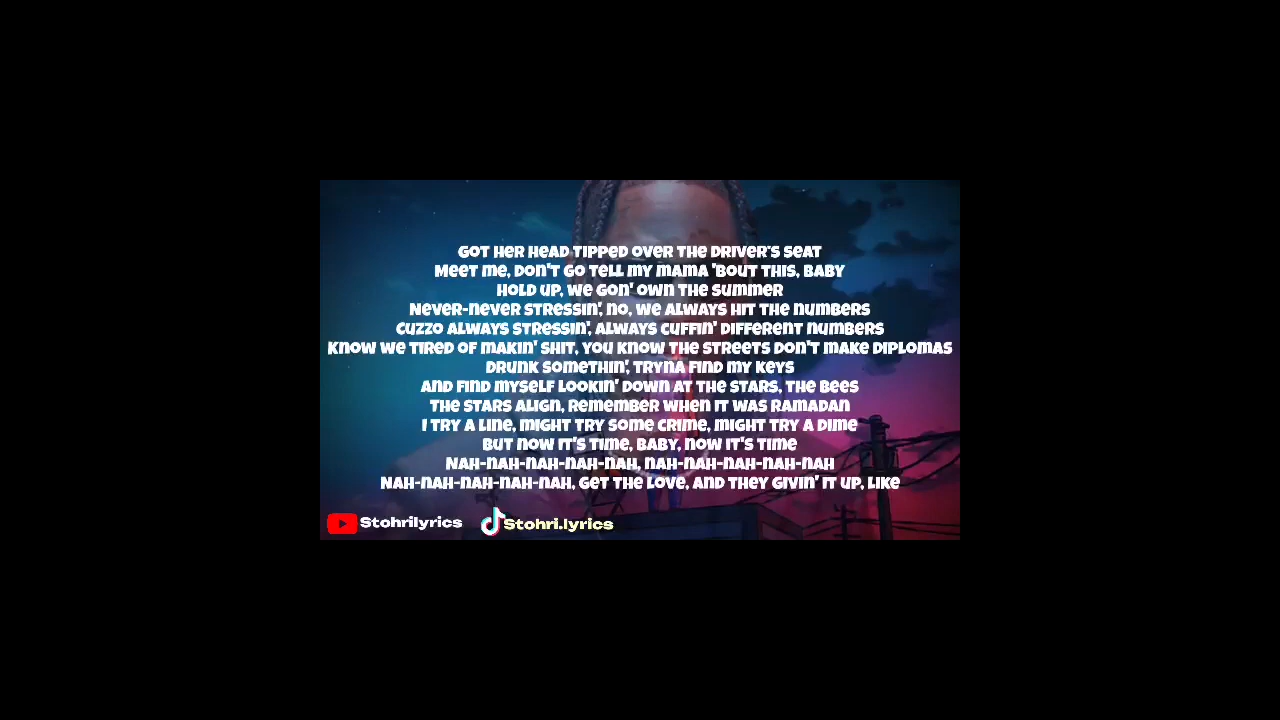 Got her head tipped over the driver's seat
Meet me, don't go tell my mama 'bout this, baby
Hold up, we gon' own the summer
Never-never stressin', no, we always hit the numbers
Cuzzo always stressin', always cuffin' different numbers
Know we tired of makin' shit, you know the streets don't make diplomas
Drunk somethin', tryna find my keys
And find myself lookin' down at the stars, the bees
The stars align, remember when it was Ramadan
I try a line, might try some crime, might try a dime
But now it's time, baby, now it's time
Nah-nah-nah-nah-nah, nah-nah-nah-nah-nah
Nah-nah-nah-nah-nah, get the love, and they givin' it up, like
Stohrilyrics
Stohri.lyrics